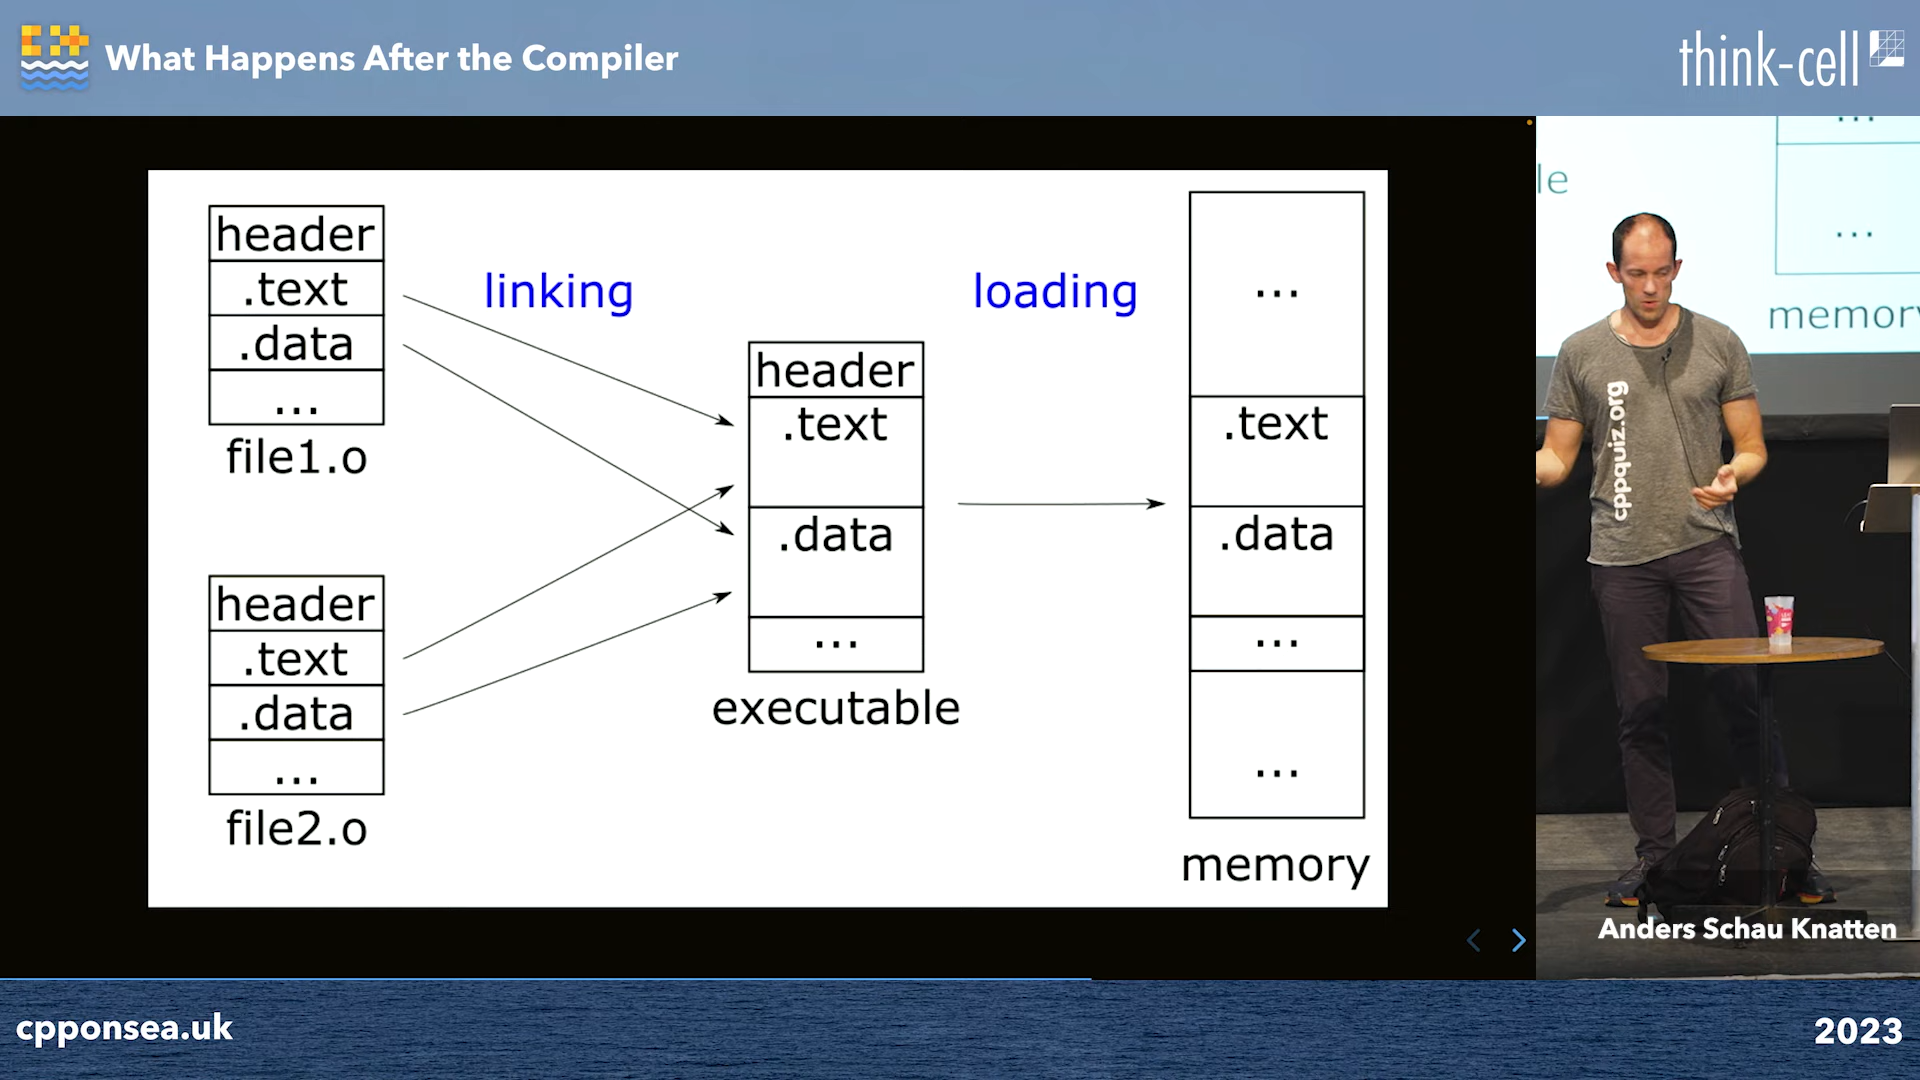 What Happens After the Compiler
think-cell
header
.text
.data
...
file1.o
linking
header
.text
.data
...
file2.o
header
.text
.data
...
executable
loading
...
.text
.data
...
...
memory
le
...
...
memory
cppquiz.org
Anders Schau Knatten
cpponsea.uk
2023